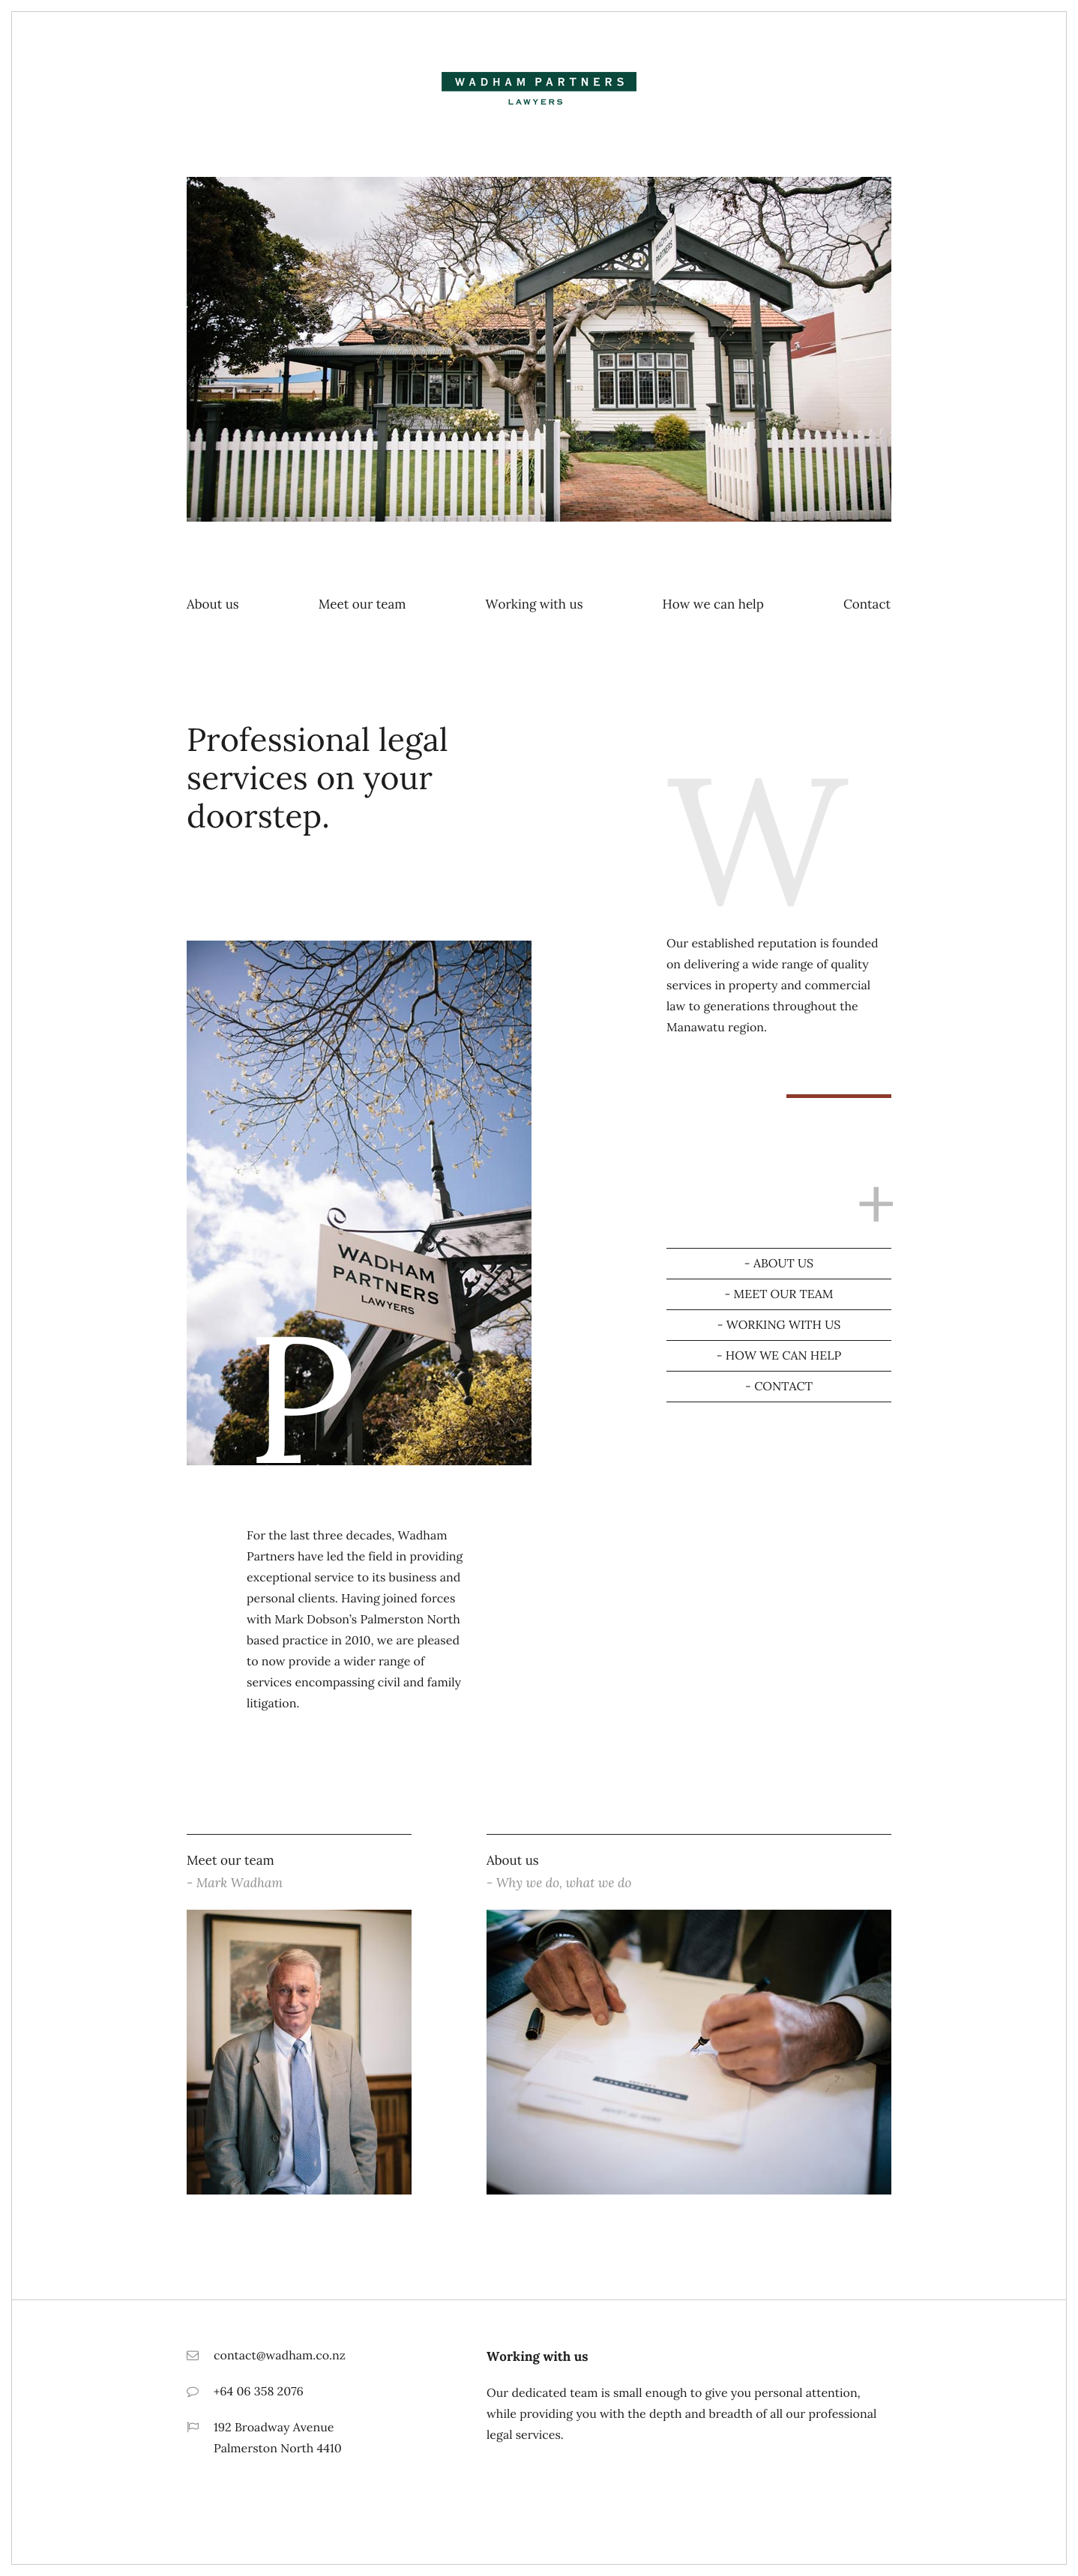 WADHAM PARTNERS
LAWYERS
WADHAM
PARTNERS
192
About us
Meet our team
Working with us
How we can help
Contact
Professional legal
services on your
doorstep.
W
Our established reputation is founded
on delivering a wide range of quality
services in property and commercial
law to generations throughout the
Manawatu region.
+
- ABOUT US
- MEET OUR TEAM
- WORKING WITH US
- HOW WE CAN HELP
- CONTACT
WADHAM
PARTNERS
LAWYERS
P
For the last three decades, Wadham
Partners have led the field in providing
exceptional service to its business and
personal clients. Having joined forces
with Mark Dobson's Palmerston North
based practice in 2010, we are pleased
to now provide a wider range of
services encompassing civil and family
litigation.
Meet our team
- Mark Wadham
About us
- Why we do, what we do
contact@wadham.co.nz
+64 06 358 2076
192 Broadway Avenue
Palmerston North 4410
Working with us
Our dedicated team is small enough to give you personal attention,
while providing you with the depth and breadth of all our professional
legal services.